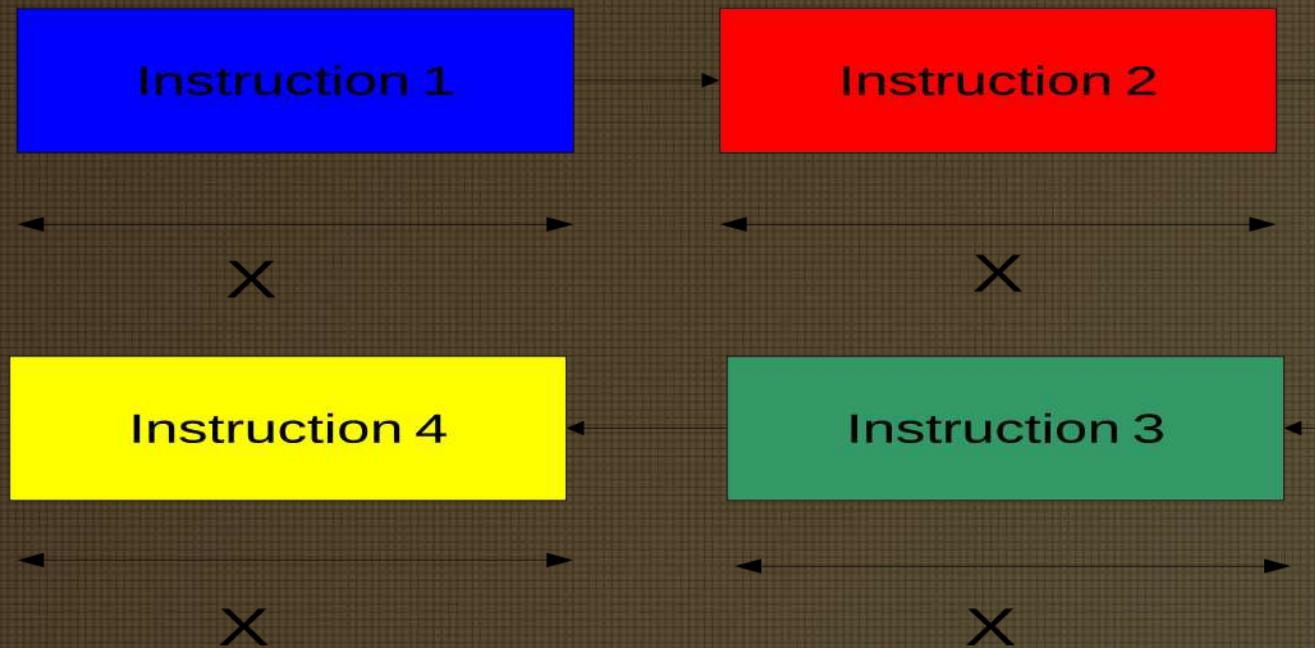 Instruction 1
Instruction 2
X
X
Instruction 4
Instruction 3
X
X